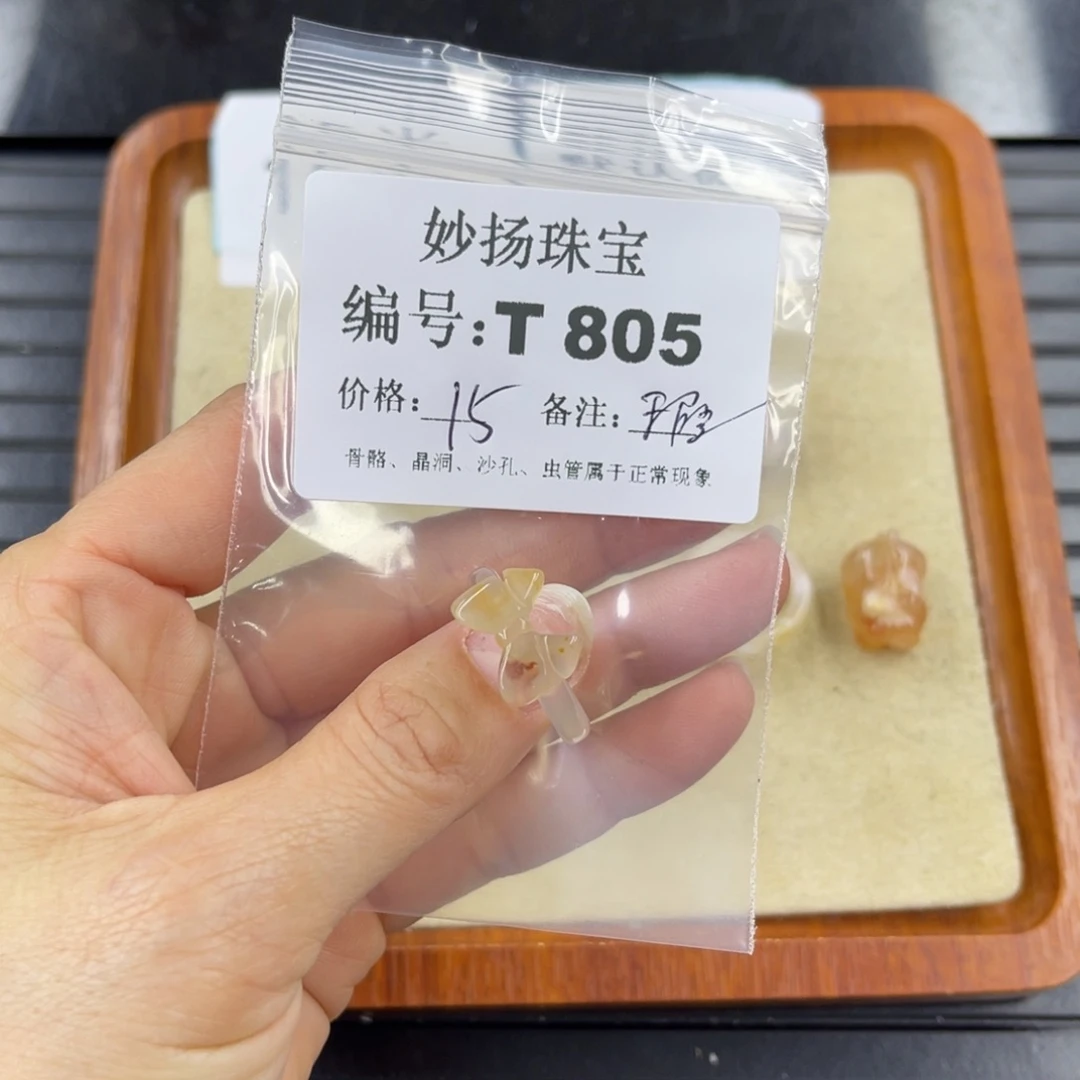 妙扬珠宝
编号:T 805
价格: 15 备注:
骨骼、晶洞、沙孔、虫管属于正常现象